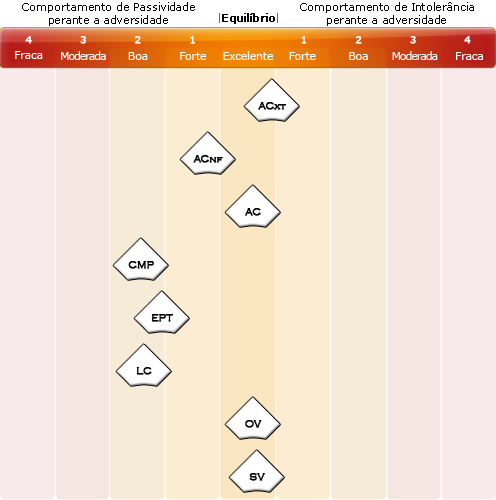 Comportamento de Passividade
perante a adversidade
|Equilíbrio|
Comportamento de Intolerância
perante a adversidade
4 3 2 1 1 2 3 4
Fraca Moderada Boa Forte Excelente Forte Boa Moderada Fraca
ACXT
ACNF
AC
CMP
EPT
LC
OV
SV